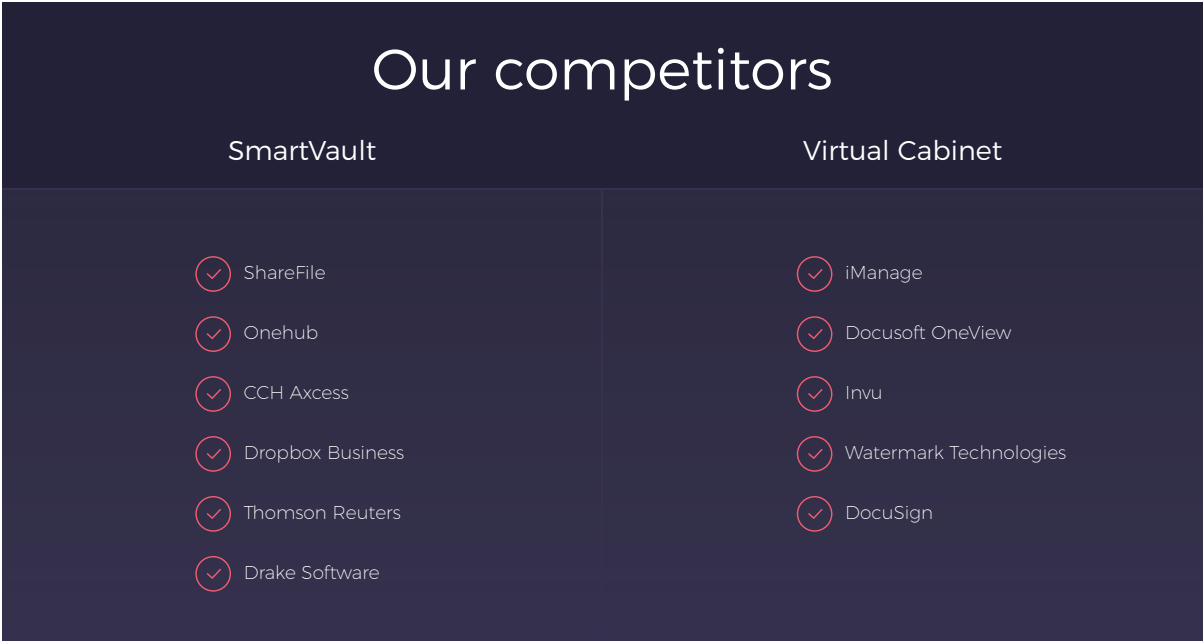 Our competitors
SmartVault
Virtual Cabinet
ShareFile
Onehub
CCH Axcess
Dropbox Business
Thomson Reuters
Drake Software
iManage
Docusoft OneView
Invu
Watermark Technologies
DocuSign